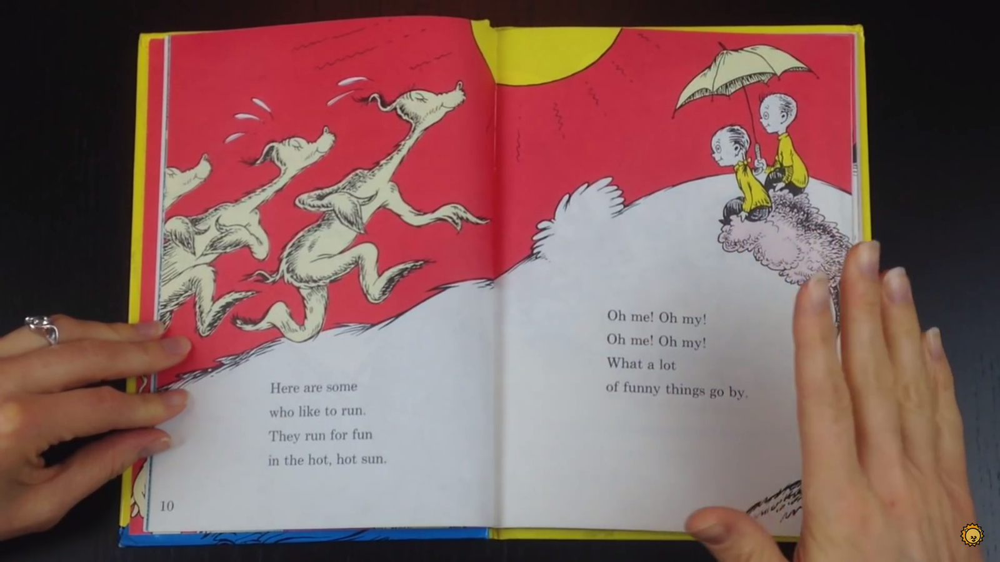 Here are some
who like to run.
They run for fun
in the hot, hot sun.
10
Oh me! Oh my!
Oh me! Oh my!
What a lot
of funny things go by.